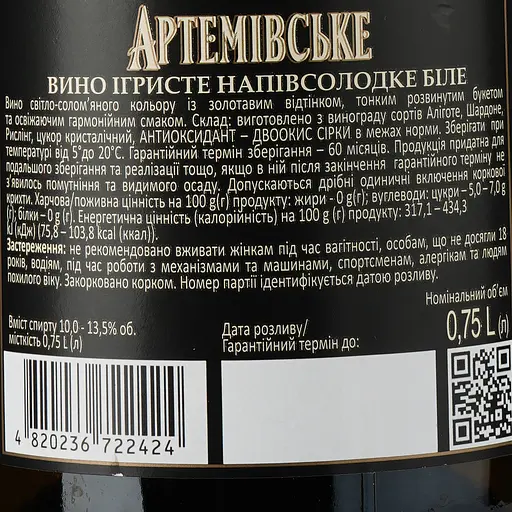 АРТЕМІВСЬКЕ
ВИНО ІГРИСТЕ НАПІВСОЛОДКЕ БІЛЕ
Вино світло-солом'яного кольору із золотавим відтінком, тонким розвинутим букетом
та освіжаючим гармонійним смаком. Склад: виготовлено з винограду сортів Аліготе, Шардоне,
Рислінг, цукор кристалічний, АНТИОКСИДАНТ – ДВООКИС СІРКИ в межах норми. Зберігати при
температурі від 5° до 20°С. Гарантійний термін зберігання – 60 місяців. Продукція придатна для
подальшого зберігання та реалізації тощо, якщо в ній після закінчення гарантійного терміну не
з'явилось помутніння та видимого осаду. Допускаються дрібні одиничні включення коркової
крихти. Харчова/поживна цінність на 100 g(г) продукту: жири - 0 g(г); вуглеводи: цукри – 5,0 – 7,0 g
(г); білки – 0 g (г). Енергетична цінність (калорійність) на 100 g (г) продукту: 317,1 – 434,3
kJ (кДж) (75,8 – 103,8 kcal (ккал)).
Застереження: не рекомендовано вживати жінкам під час вагітності, особам, що не досягли 18
років, водіям, під час роботи з механізмами та машинами, спортсменам, алергікам та людям
похилого віку. Закорковано корком. Номер партії ідентифікується датою розливу.
Номінальний об'єм
0,75 L (л)
Вміст спирту 10,0 - 13,5% об.
місткість 0,75 L (л)
Дата розливу/
Гарантійний термін до:
4 820236 722424